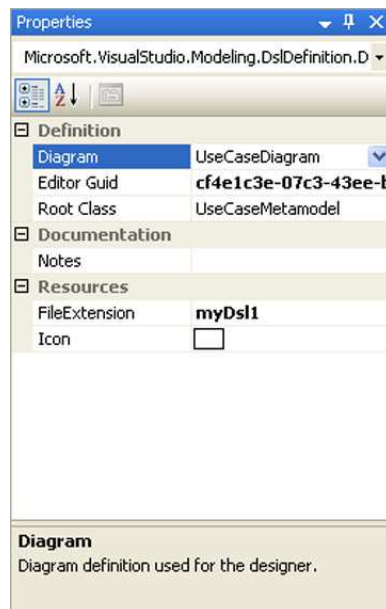 Properties
Microsoft.VisualStudio.Modeling.DslDefinition.D
Definition
Diagram UseCaseDiagram
Editor Guid cf4e1c3e-07c3-43ee-b
Root Class UseCaseMetamodel
Documentation
Notes
Resources
FileExtension myDsl1
Icon
Diagram
Diagram definition used for the designer.